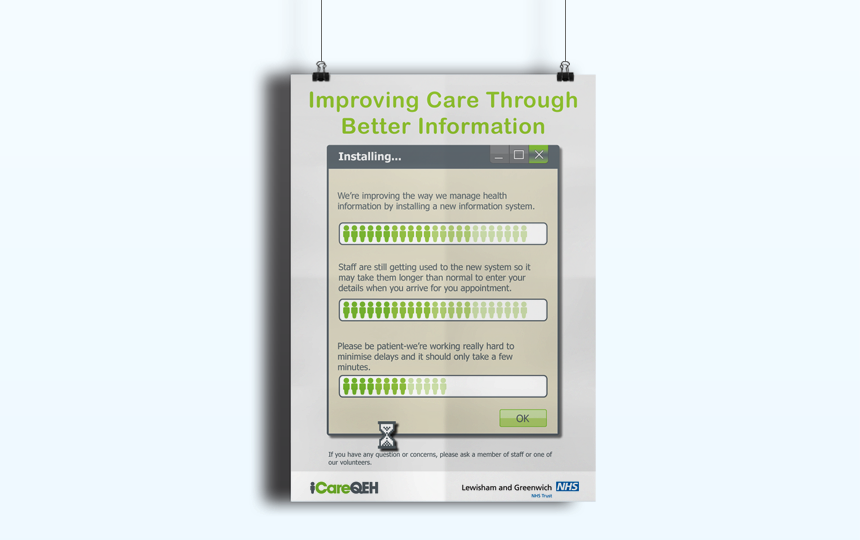 Improving Care Through
Better Information
Installing...
We're improving the way we manage health
information by installing a new information system.
Staff are still getting used to the new system so it
may take them longer than normal to enter your
details when you arrive for you appointment.
Please be patient-we're working really hard to
minimise delays and it should only take a few
minutes.
OK
If you have any question or concerns, please ask a member of staff or one of
our volunteers.
iCareQEH
Lewisham and Greenwich NHS
NHS Trust